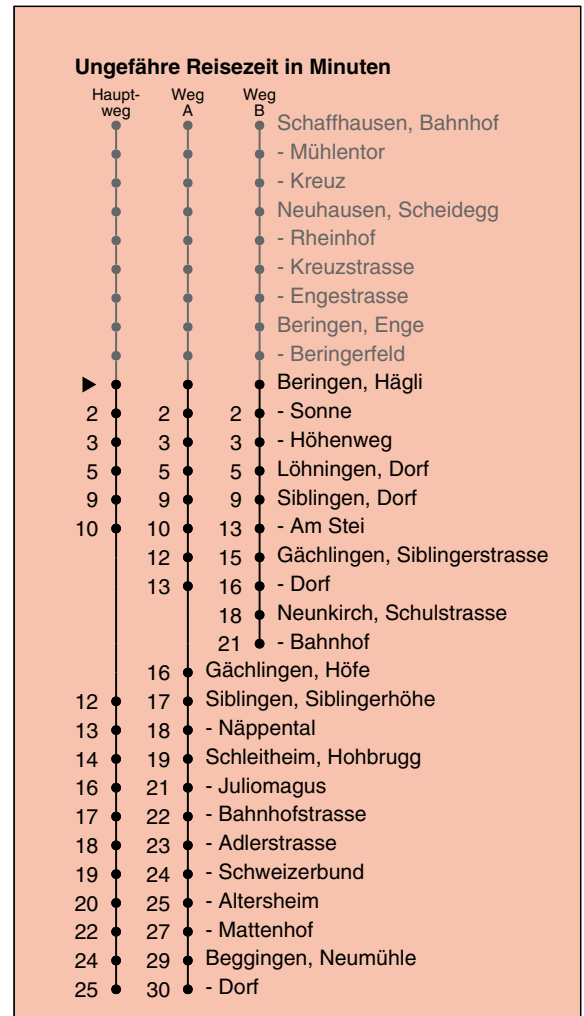 Ungefähre Reisezeit in Minuten
Haupt- Weg Weg
weg A B
Schaffhausen, Bahnhof
- Mühlentor
- Kreuz
Neuhausen, Scheidegg
- Rheinhof
- Kreuzstrasse
- Engestrasse
Beringen, Enge
- Beringerfeld
Beringen, Hägli
2 2 2 - Sonne
3 3 3 - Höhenweg
5 5 5 Löhningen, Dorf
9 9 9 Siblingen, Dorf
10 10 13 - Am Stei
12 15 Gächlingen, Siblingerstrasse
13 16 - Dorf
18 Neunkirch, Schulstrasse
21 - Bahnhof
16 Gächlingen, Höfe
12 17 Siblingen, Siblingerhöhe
13 18 - Näppental
14 19 Schleitheim, Hohbrugg
16 21 - Juliomagus
17 22 - Bahnhofstrasse
18 23 - Adlerstrasse
19 24 - Schweizerbund
20 25 - Altersheim
22 27 - Mattenhof
24 29 Beggingen, Neumühle
25 30 - Dorf